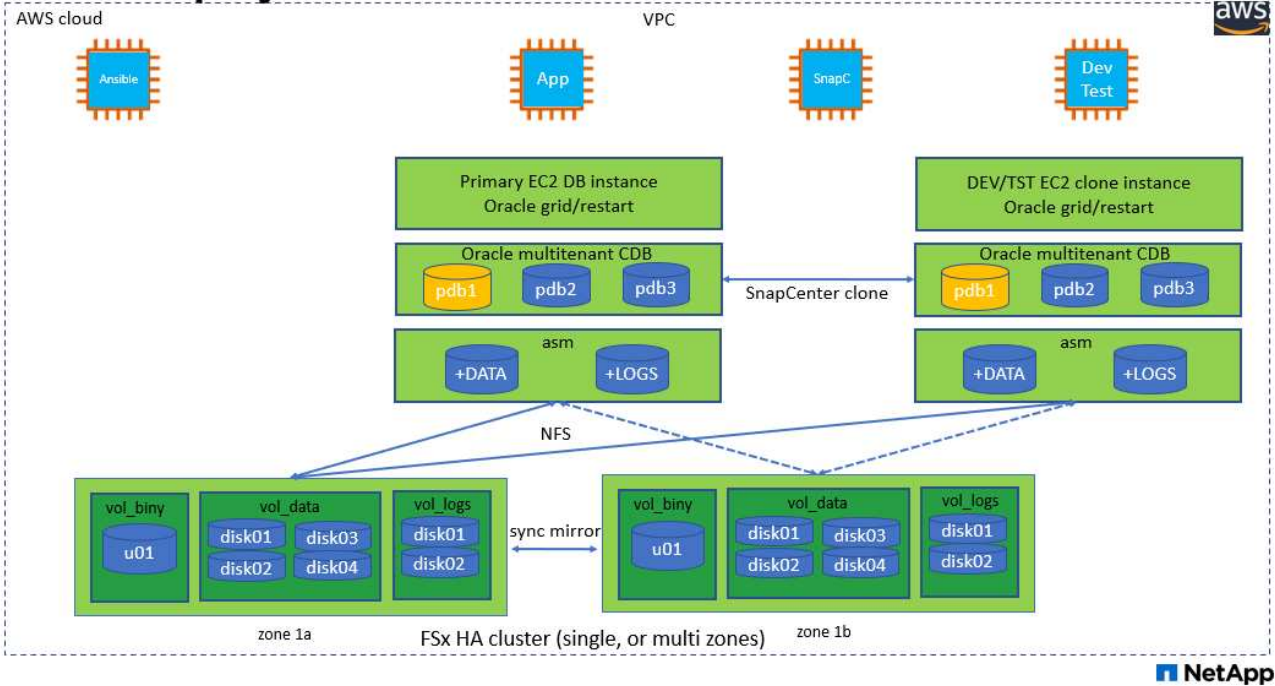 AWS cloud
VPC
aws
Ansible
App
SnapC
Dev
Test
Primary EC2 DB instance
Oracle grid/restart
DEV/TST EC2 clone instance
Oracle grid/restart
Oracle multitenant CDB
pdb1
pdb2
pdb3
SnapCenter clone
Oracle multitenant CDB
pdb1
pdb2
pdb3
asm
+DATA
+LOGS
asm
+DATA
+LOGS
NFS
vol_biny
u01
vol_data
disk01
disk03
disk02
disk04
vol_logs
disk01
disk02
sync mirror
vol_biny
u01
vol_data
disk01
disk03
disk02
disk04
vol_logs
disk01
disk02
zone 1a
FSx HA cluster (single, or multi zones)
zone 1b
NetApp